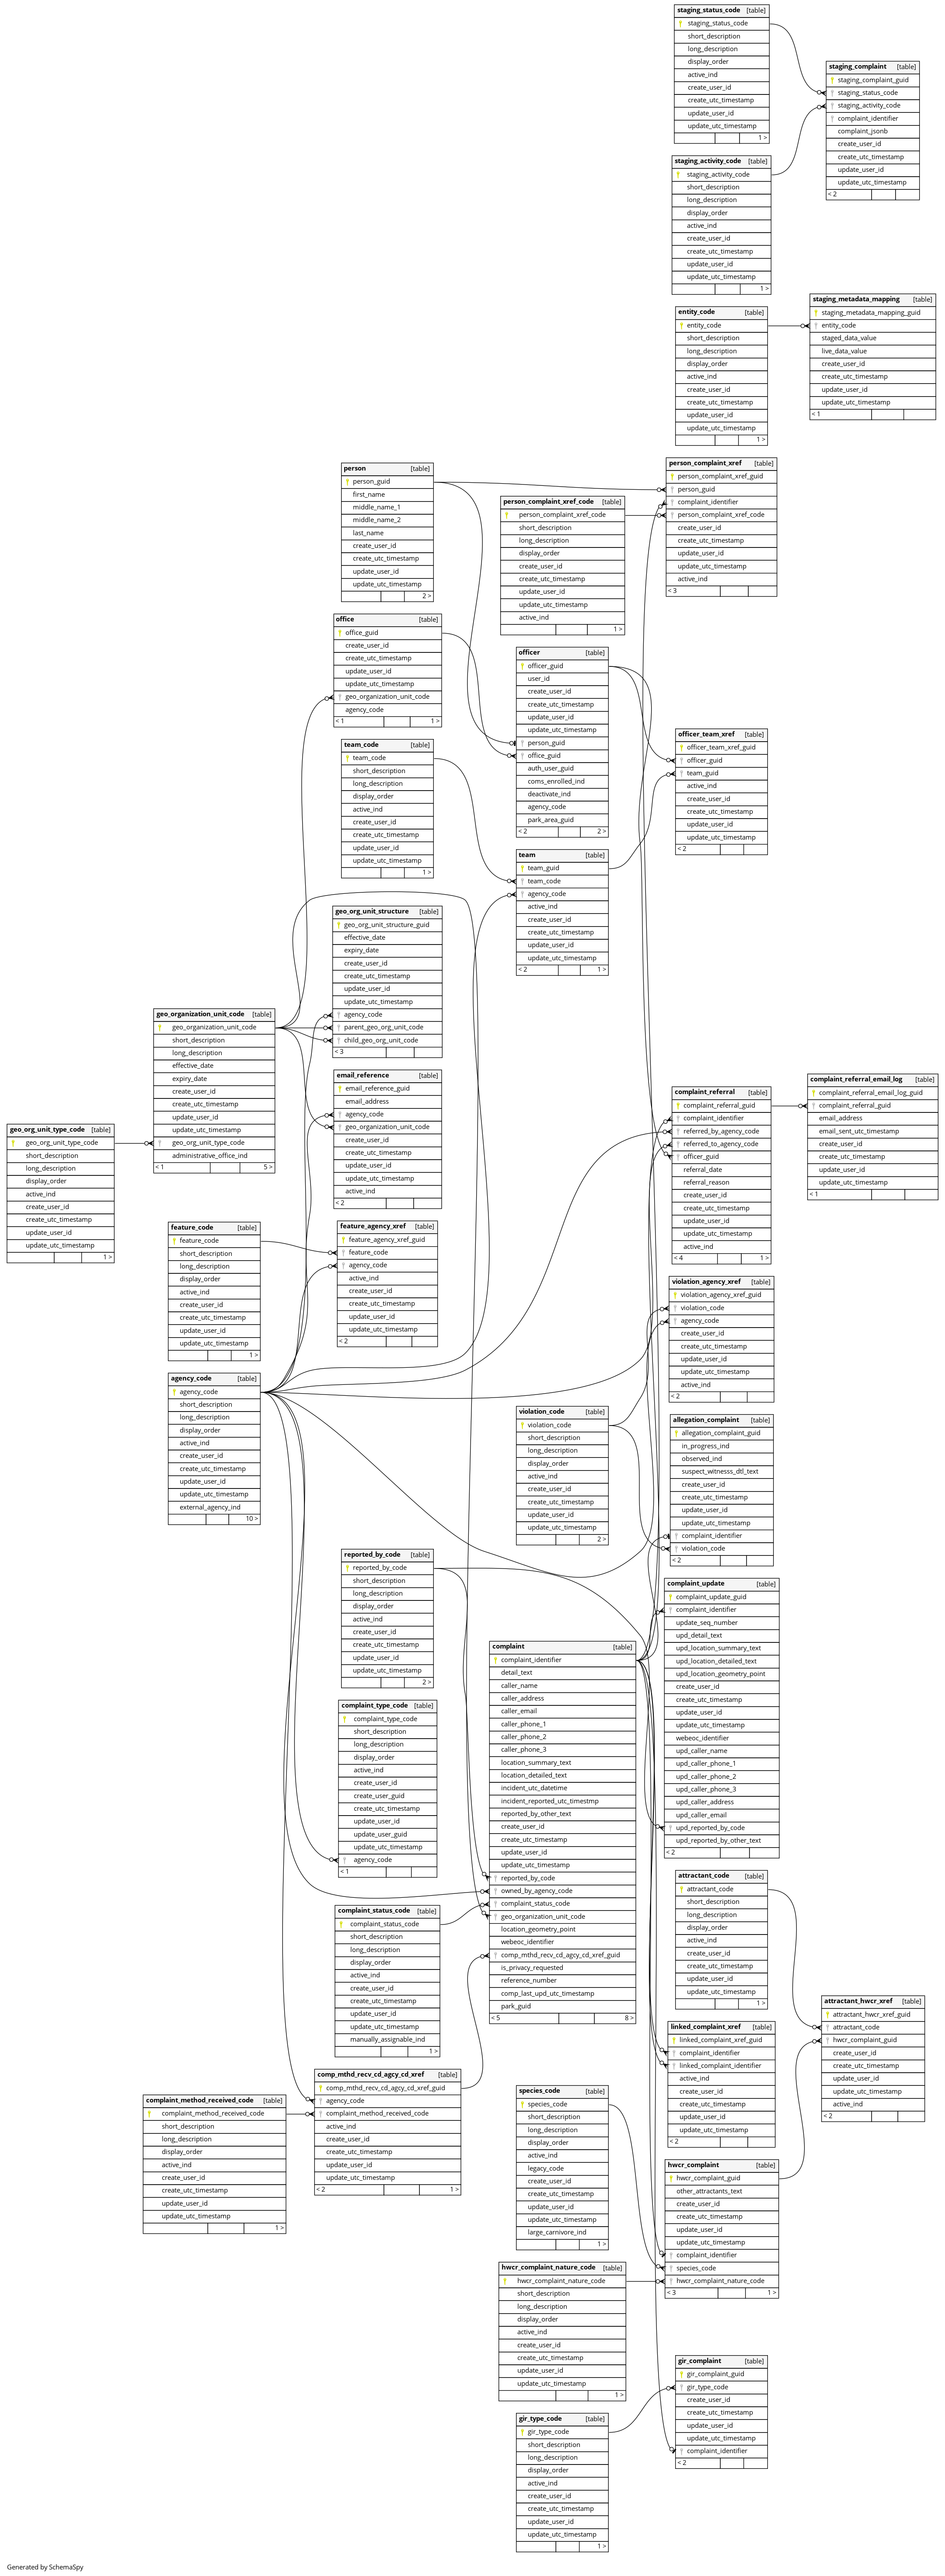 staging_status_code [table]
staging_status_code
short_description
long_description
display_order
active_ind
create_user_id
create_utc_timestamp
update_user_id
update_utc_timestamp
1 >
staging_complaint [table]
staging_complaint_guid
staging_status_code
staging_activity_code
complaint_identifier
complaint_jsonb
create_user_id
create_utc_timestamp
update_user_id
update_utc_timestamp
< 2
staging_activity_code [table]
staging_activity_code
short_description
long_description
display_order
active_ind
create_user_id
create_utc_timestamp
update_user_id
update_utc_timestamp
1 >
staging_metadata_mapping [table]
staging_metadata_mapping_guid
entity_code
staged_data_value
live_data_value
create_user_id
create_utc_timestamp
update_user_id
update_utc_timestamp
< 1
entity_code [table]
entity_code
short_description
long_description
display_order
active_ind
create_user_id
create_utc_timestamp
update_user_id
update_utc_timestamp
1 >
person [table]
person_guid
first_name
middle_name_1
middle_name_2
last_name
create_user_id
create_utc_timestamp
update_user_id
update_utc_timestamp
2 >
person_complaint_xref_code [table]
person_complaint_xref_code
short_description
long_description
display_order
create_user_id
create_utc_timestamp
update_user_id
update_utc_timestamp
active_ind
1 >
person_complaint_xref [table]
person_complaint_xref_guid
person_guid
complaint_identifier
person_complaint_xref_code
create_user_id
create_utc_timestamp
update_user_id
update_utc_timestamp
active_ind
< 3
office [table]
office_guid
create_user_id
create_utc_timestamp
update_user_id
update_utc_timestamp
geo_organization_unit_code
agency_code
< 1 1 >
officer [table]
officer_guid
user_id
create_user_id
create_utc_timestamp
update_user_id
update_utc_timestamp
person_guid
office_guid
auth_user_guid
coms_enrolled_ind
deactivate_ind
agency_code
park_area_guid
< 2 2 >
officer_team_xref [table]
officer_team_xref_guid
officer_guid
team_guid
active_ind
create_user_id
create_utc_timestamp
update_user_id
update_utc_timestamp
< 2
team_code [table]
team_code
short_description
long_description
display_order
active_ind
create_user_id
create_utc_timestamp
update_user_id
update_utc_timestamp
1 >
team [table]
team_guid
team_code
agency_code
active_ind
create_user_id
create_utc_timestamp
update_user_id
update_utc_timestamp
< 2 1 >
geo_org_unit_structure [table]
geo_org_unit_structure_guid
effective_date
expiry_date
create_user_id
create_utc_timestamp
update_user_id
update_utc_timestamp
agency_code
parent_geo_org_unit_code
child_geo_org_unit_code
< 3
geo_organization_unit_code [table]
geo_organization_unit_code
short_description
long_description
effective_date
expiry_date
create_user_id
create_utc_timestamp
update_user_id
update_utc_timestamp
geo_org_unit_type_code
administrative_office_ind
< 1 5 >
geo_org_unit_type_code [table]
geo_org_unit_type_code
short_description
long_description
display_order
active_ind
create_user_id
create_utc_timestamp
update_user_id
update_utc_timestamp
1 >
email_reference [table]
email_reference_guid
email_address
agency_code
geo_organization_unit_code
create_user_id
create_utc_timestamp
update_user_id
update_utc_timestamp
active_ind
< 2
complaint_referral [table]
complaint_referral_guid
complaint_identifier
referred_by_agency_code
referred_to_agency_code
officer_guid
referral_date
referral_reason
create_user_id
create_utc_timestamp
update_user_id
update_utc_timestamp
active_ind
< 4 1 >
complaint_referral_email_log [table]
complaint_referral_email_log_guid
complaint_referral_guid
email_address
email_sent_utc_timestamp
create_user_id
create_utc_timestamp
update_user_id
update_utc_timestamp
< 1
feature_code [table]
feature_code
short_description
long_description
display_order
active_ind
create_user_id
create_utc_timestamp
update_user_id
update_utc_timestamp
1 >
feature_agency_xref [table]
feature_agency_xref_guid
feature_code
agency_code
active_ind
create_user_id
create_utc_timestamp
update_user_id
update_utc_timestamp
< 2
violation_agency_xref [table]
violation_agency_xref_guid
violation_code
agency_code
create_user_id
create_utc_timestamp
update_user_id
update_utc_timestamp
active_ind
< 2
agency_code [table]
agency_code
short_description
long_description
display_order
active_ind
create_user_id
create_utc_timestamp
update_user_id
update_utc_timestamp
external_agency_ind
10 >
violation_code [table]
violation_code
short_description
long_description
display_order
active_ind
create_user_id
create_utc_timestamp
update_user_id
update_utc_timestamp
2 >
allegation_complaint [table]
allegation_complaint_guid
in_progress_ind
observed_ind
suspect_witnesss_dtl_text
create_user_id
create_utc_timestamp
update_user_id
update_utc_timestamp
complaint_identifier
violation_code
< 2
reported_by_code [table]
reported_by_code
short_description
long_description
display_order
active_ind
create_user_id
create_utc_timestamp
update_user_id
update_utc_timestamp
2 >
complaint_update [table]
complaint_update_guid
complaint_identifier
update_seq_number
upd_detail_text
upd_location_summary_text
upd_location_detailed_text
upd_location_geometry_point
create_user_id
create_utc_timestamp
update_user_id
update_utc_timestamp
webeoc_identifier
upd_caller_name
upd_caller_phone_1
upd_caller_phone_2
upd_caller_phone_3
upd_caller_address
upd_caller_email
upd_reported_by_code
upd_reported_by_other_text
< 2
complaint [table]
complaint_identifier
detail_text
caller_name
caller_address
caller_email
caller_phone_1
caller_phone_2
caller_phone_3
location_summary_text
location_detailed_text
incident_utc_datetime
incident_reported_utc_timestmp
reported_by_other_text
create_user_id
create_utc_timestamp
update_user_id
update_utc_timestamp
reported_by_code
owned_by_agency_code
complaint_status_code
geo_organization_unit_code
location_geometry_point
webeoc_identifier
comp_mthd_recv_cd_agcy_cd_xref_guid
is_privacy_requested
reference_number
comp_last_upd_utc_timestamp
park_guid
< 5 8 >
complaint_type_code [table]
complaint_type_code
short_description
long_description
display_order
active_ind
create_user_id
create_user_guid
create_utc_timestamp
update_user_id
update_user_guid
update_utc_timestamp
agency_code
< 1
attractant_code [table]
attractant_code
short_description
long_description
display_order
active_ind
create_user_id
create_utc_timestamp
update_user_id
update_utc_timestamp
1 >
complaint_status_code [table]
complaint_status_code
short_description
long_description
display_order
active_ind
create_user_id
create_utc_timestamp
update_user_id
update_utc_timestamp
manually_assignable_ind
1 >
attractant_hwcr_xref [table]
attractant_hwcr_xref_guid
attractant_code
hwcr_complaint_guid
create_user_id
create_utc_timestamp
update_user_id
update_utc_timestamp
active_ind
< 2
linked_complaint_xref [table]
linked_complaint_xref_guid
complaint_identifier
linked_complaint_identifier
active_ind
create_user_id
create_utc_timestamp
update_user_id
update_utc_timestamp
< 2
comp_mthd_recv_cd_agcy_cd_xref [table]
comp_mthd_recv_cd_agcy_cd_xref_guid
agency_code
complaint_method_received_code
active_ind
create_user_id
create_utc_timestamp
update_user_id
update_utc_timestamp
< 2 1 >
complaint_method_received_code [table]
complaint_method_received_code
short_description
long_description
display_order
active_ind
create_user_id
create_utc_timestamp
update_user_id
update_utc_timestamp
1 >
species_code [table]
species_code
short_description
long_description
display_order
active_ind
legacy_code
create_user_id
create_utc_timestamp
update_user_id
update_utc_timestamp
large_carnivore_ind
1 >
hwcr_complaint [table]
hwcr_complaint_guid
other_attractants_text
create_user_id
create_utc_timestamp
update_user_id
update_utc_timestamp
complaint_identifier
species_code
hwcr_complaint_nature_code
< 3 1 >
hwcr_complaint_nature_code [table]
hwcr_complaint_nature_code
short_description
long_description
display_order
active_ind
create_user_id
create_utc_timestamp
update_user_id
update_utc_timestamp
1 >
gir_complaint [table]
gir_complaint_guid
gir_type_code
create_user_id
create_utc_timestamp
update_user_id
update_utc_timestamp
complaint_identifier
< 2
gir_type_code [table]
gir_type_code
short_description
long_description
display_order
active_ind
create_user_id
create_utc_timestamp
update_user_id
update_utc_timestamp
1 >
Generated by SchemaSpy